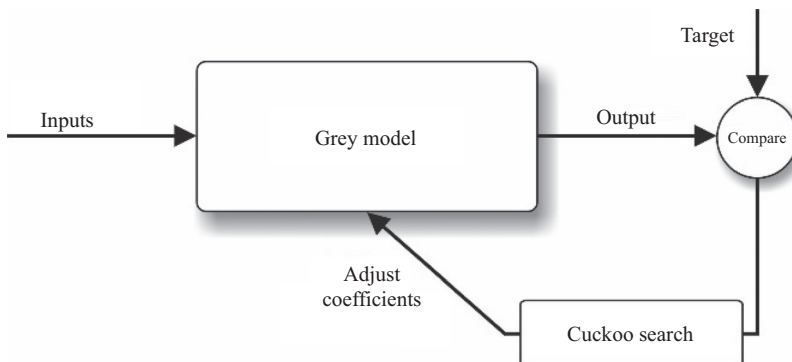 Target
Inputs
Grey model
Output
Compare
Adjust
coefficients
Cuckoo search